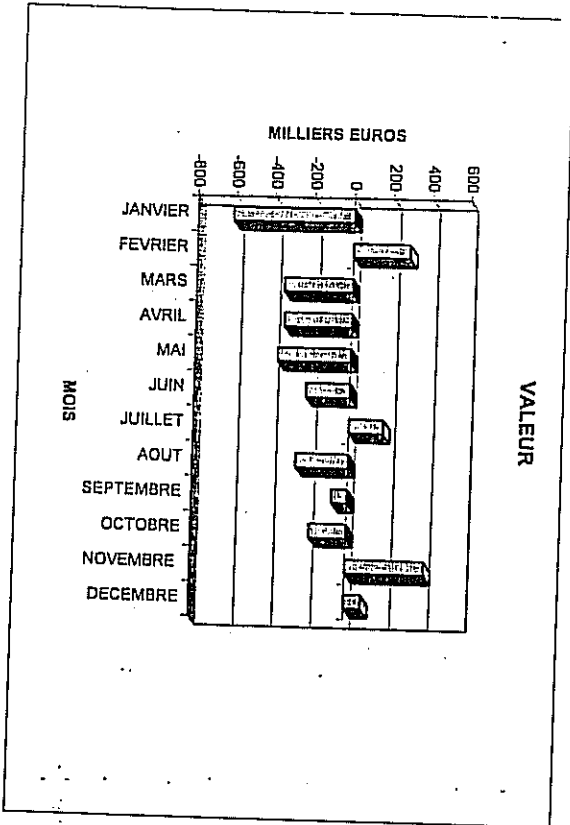 VALEUR
MILLIERS EUROS
600
400
200
0
-200
-400
-600
-800
JANVIER
FEVRIER
MARS
AVRIL
MAI
JUIN
JUILLET
AOUT
SEPTEMBRE
OCTOBRE
NOVEMBRE
DECEMBRE
MOIS